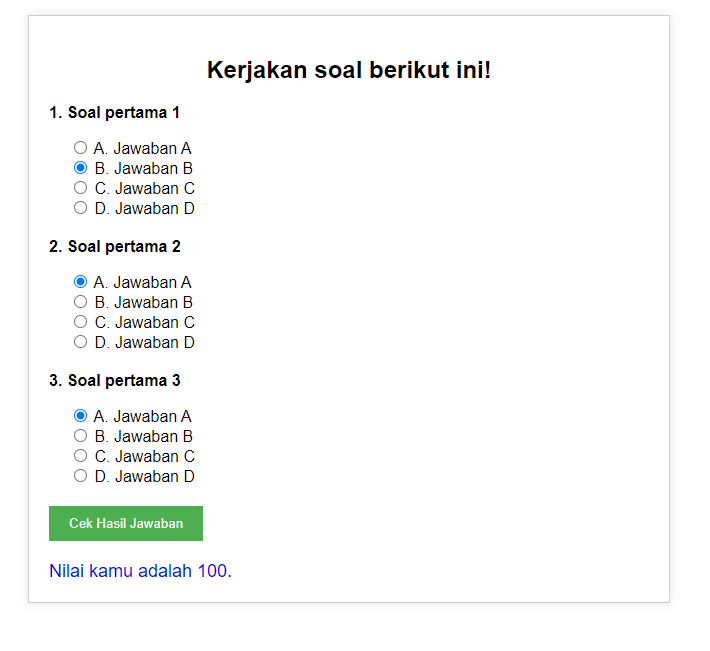 Kerjakan soal berikut ini!
1. Soal pertama 1
A. Jawaban A
B. Jawaban B
C. Jawaban C
D. Jawaban D
2. Soal pertama 2
A. Jawaban A
B. Jawaban B
C. Jawaban C
D. Jawaban D
3. Soal pertama 3
A. Jawaban A
B. Jawaban B
C. Jawaban C
D. Jawaban D
Cek Hasil Jawaban
Nilai kamu adalah 100.